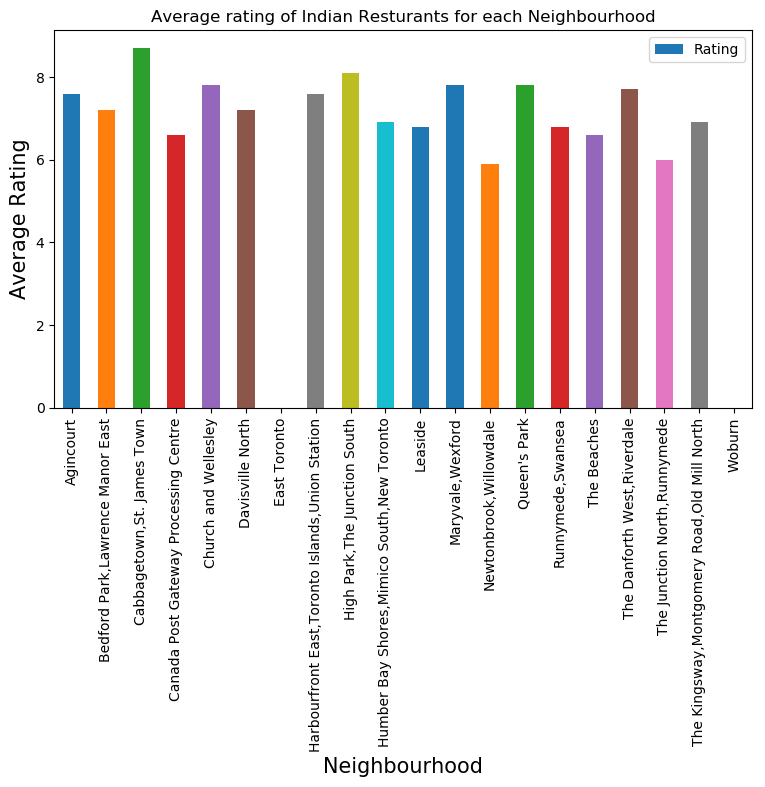 Average rating of Indian Resturants for each Neighbourhood
Rating
Average Rating
8
6
4
2
0
Agincourt
Bedford Park,Lawrence Manor East
Cabbagetown,St. James Town
Canada Post Gateway Processing Centre
Church and Wellesley
Davisville North
East Toronto
Harbourfront East,Toronto Islands,Union Station
High Park,The Junction South
Humber Bay Shores,Mimico South,New Toronto
Leaside
Maryvale,Wexford
Newtonbrook,Willowdale
Queen's Park
Runnymede,Swansea
The Beaches
The Danforth West,Riverdale
The Junction North,Runnymede
The Kingsway,Montgomery Road,Old Mill North
Woburn
Neighbourhood